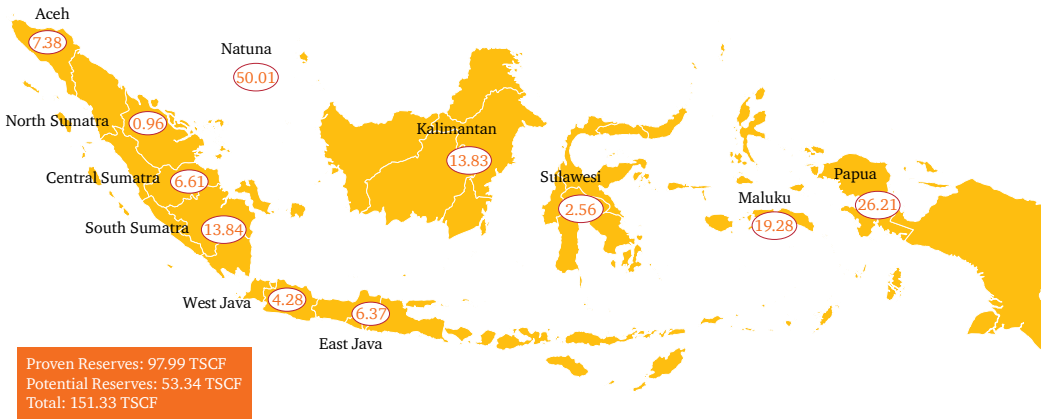 Aceh
7.38
Natuna
50.01
North Sumatra
0.96
Kalimantan
13.83
Central Sumatra
6.61
Sulawesi
2.56
Papua
26.21
Maluku
19.28
South Sumatra
13.84
West Java
4.28
East Java
6.37
Proven Reserves: 97.99 TSCF
Potential Reserves: 53.34 TSCF
Total: 151.33 TSCF